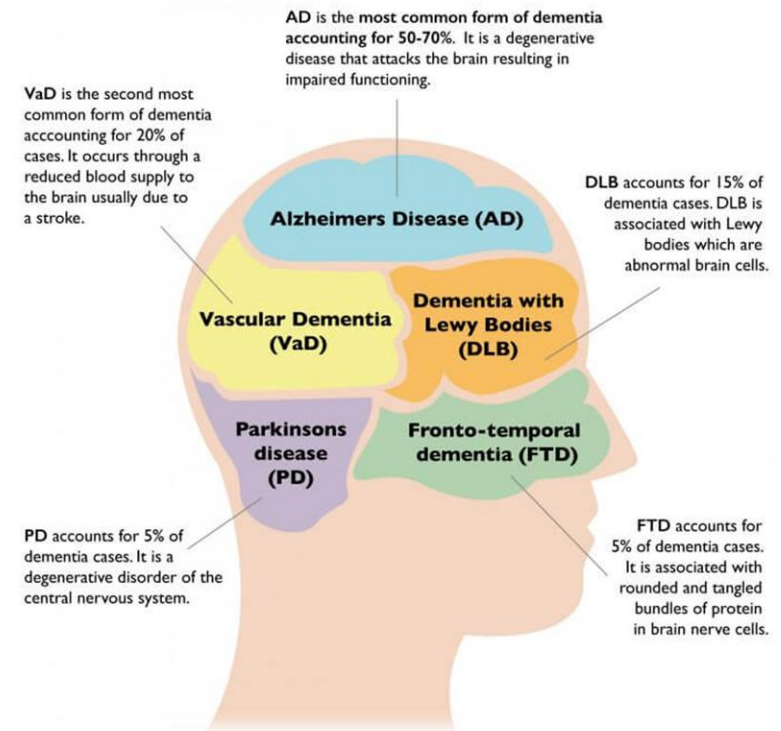 AD is the most common form of dementia
accounting for 50-70%. It is a degenerative
disease that attacks the brain resulting in
impaired functioning.
VaD is the second most
common form of dementia
acccounting for 20% of
cases. It occurs through a
reduced blood supply to
the brain usually due to
a stroke.
DLB accounts for 15% of
dementia cases. DLB is
associated with Lewy
bodies which are
abnormal brain cells.
Alzheimers Disease (AD)
Vascular Dementia
(VaD)
Dementia with
Lewy Bodies
(DLB)
Parkinsons
disease
(PD)
Fronto-temporal
dementia (FTD)
PD accounts for 5% of
dementia cases. It is a
degenerative disorder of the
central nervous system.
FTD accounts for
5% of dementia cases.
It is associated with
rounded and tangled
bundles of protein
in brain nerve cells.